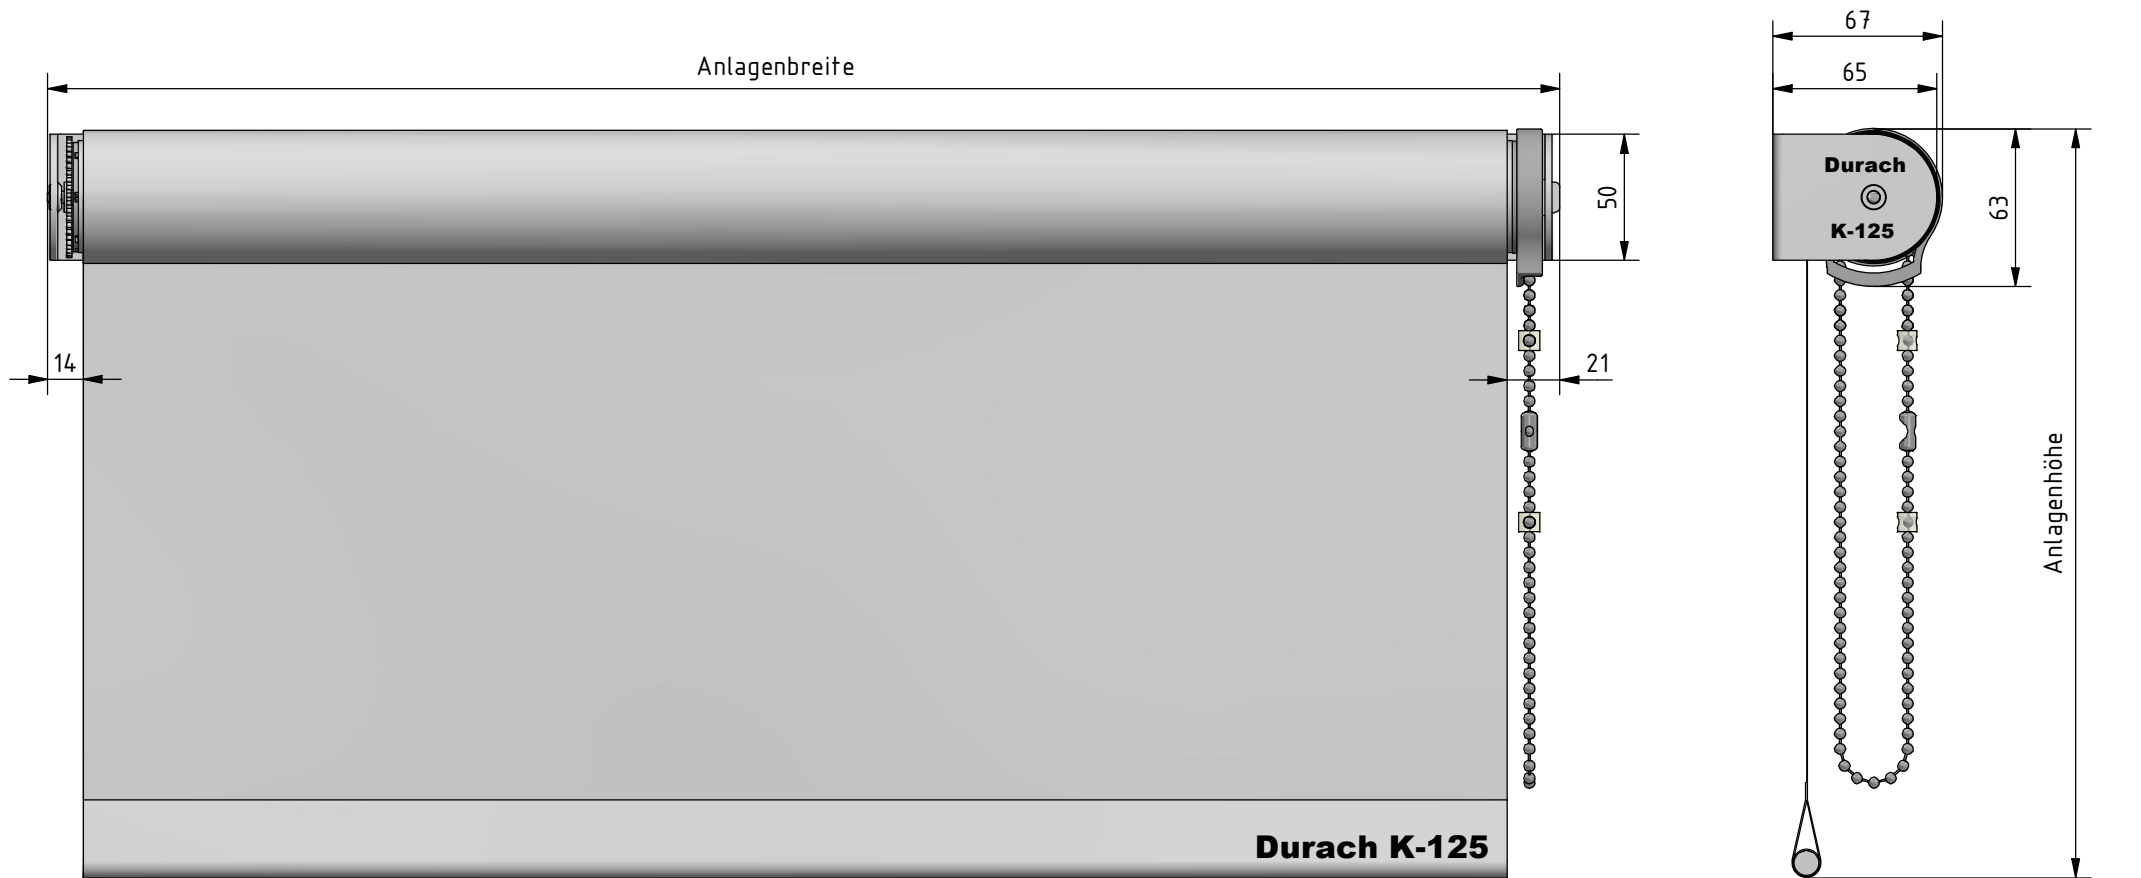 67
Anlagenbreite
65
Durach
50
63
K-125
14
21
Anlagenhöhe
Durach K-125